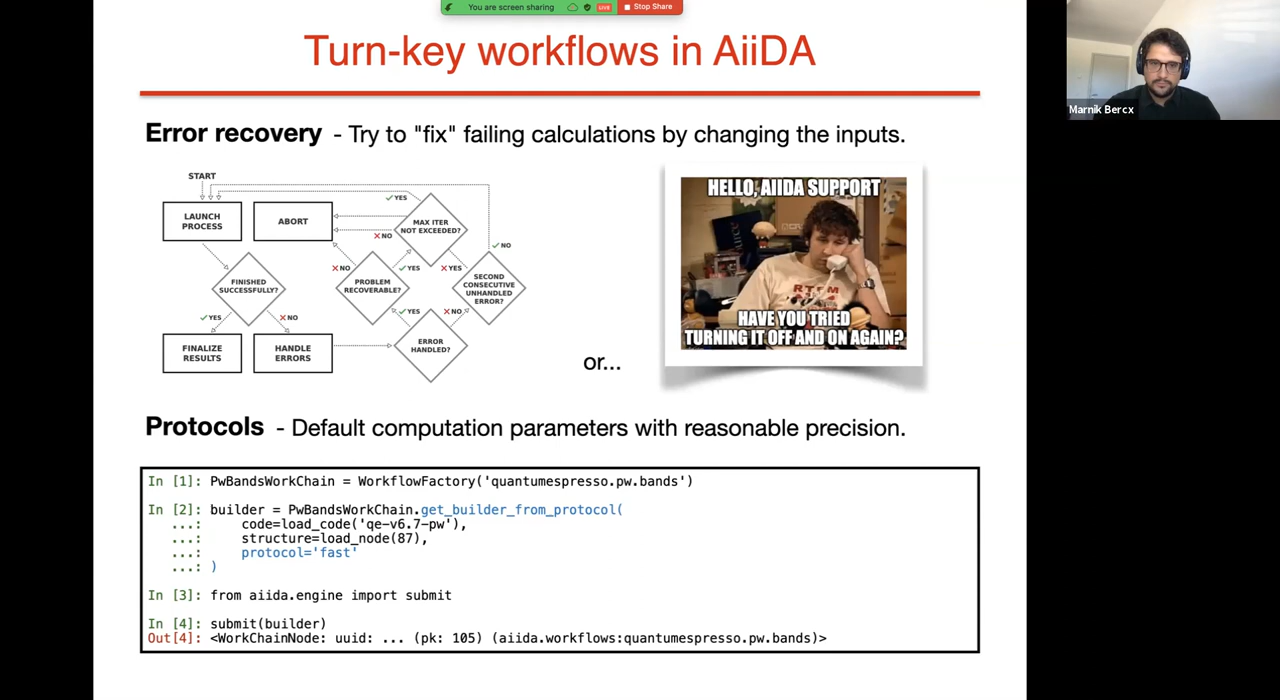 You are screen sharing
LIVE
Stop Share
Turn-key workflows in AiiDA
Marnik Bercx
Error recovery - Try to "fix" failing calculations by changing the inputs.
START
LAUNCH
PROCESS
ABORT
YES
MAX ITER
NOT EXCEEDED?
NO
NO
FINISHED
SUCCESSFULLY?
NO
PROBLEM
RECOVERABLE?
YES
YES
SECOND
CONSECUTIVE
UNHANDLED
ERROR?
YES
NO
YES
NO
FINALIZE
RESULTS
HANDLE
ERRORS
ERROR
HANDLED?
or...
HELLO, AIIDA SUPPORT
RTFM
HAVE YOU TRIED
TURNING IT OFF AND ON AGAIN?
Protocols - Default computation parameters with reasonable precision.
In [1]: PwBandsWorkChain = WorkflowFactory('quantumespresso.pw.bands')
In [2]: builder = PwBandsWorkChain.get_builder_from_protocol(
...: code=load_code('qe-v6.7-pw'),
...: structure=load_node(87),
...: protocol='fast'
...: )
In [3]: from aiida.engine import submit
In [4]: submit(builder)
Out[4]: <WorkChainNode: uuid: ... (pk: 105) (aiida.workflows:quantumespresso.pw.bands)>